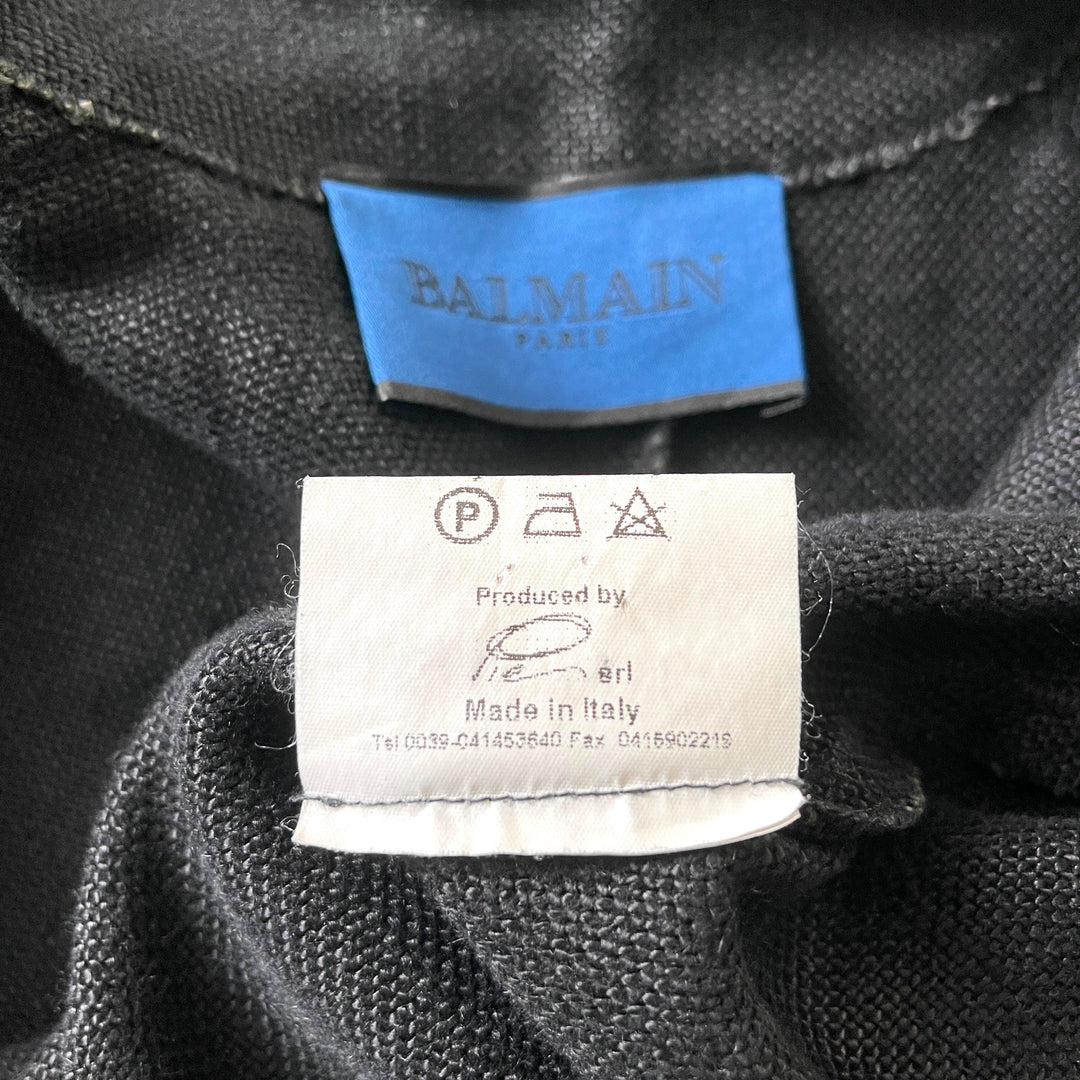 BALMAIN
PARIS
P
Produced by
srl
Made in Italy
Tel 0039-041453640 Fax 0415902219